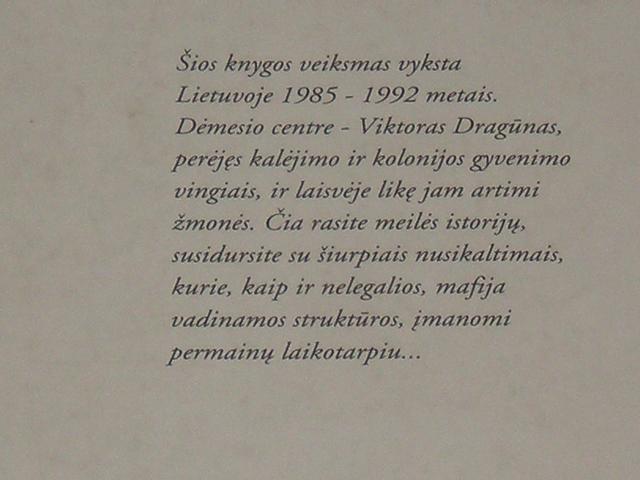 Šios knygos veiksmas vyksta
Lietuvoje 1985 - 1992 metais.
Dėmesio centre - Viktoras Dragūnas,
perėjęs kalėjimo ir kolonijos gyvenimo
vingiais, ir laisvėje likę jam artimi
žmonės. Čia rasite meilės istorijų,
susidursite su šiurpiais nusikaltimais,
kurie, kaip ir nelegalios, mafija
vadinamos struktūros, įmanomi
permainų laikotarpiu...